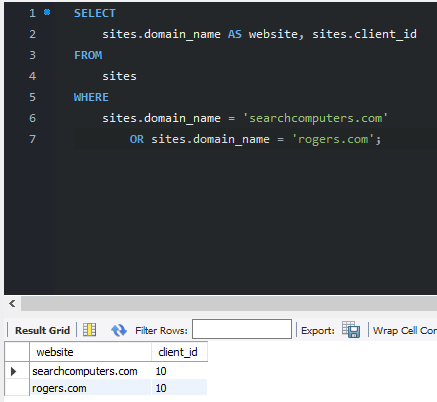 1 SELECT
2 sites.domain_name AS website, sites.client_id
3 FROM
4 sites
5 WHERE
6 sites.domain_name = 'searchcomputers.com'
7 OR sites.domain_name = 'rogers.com';
Result Grid Filter Rows: Export: Wrap Cell Con
website client_id
searchcomputers.com 10
rogers.com 10